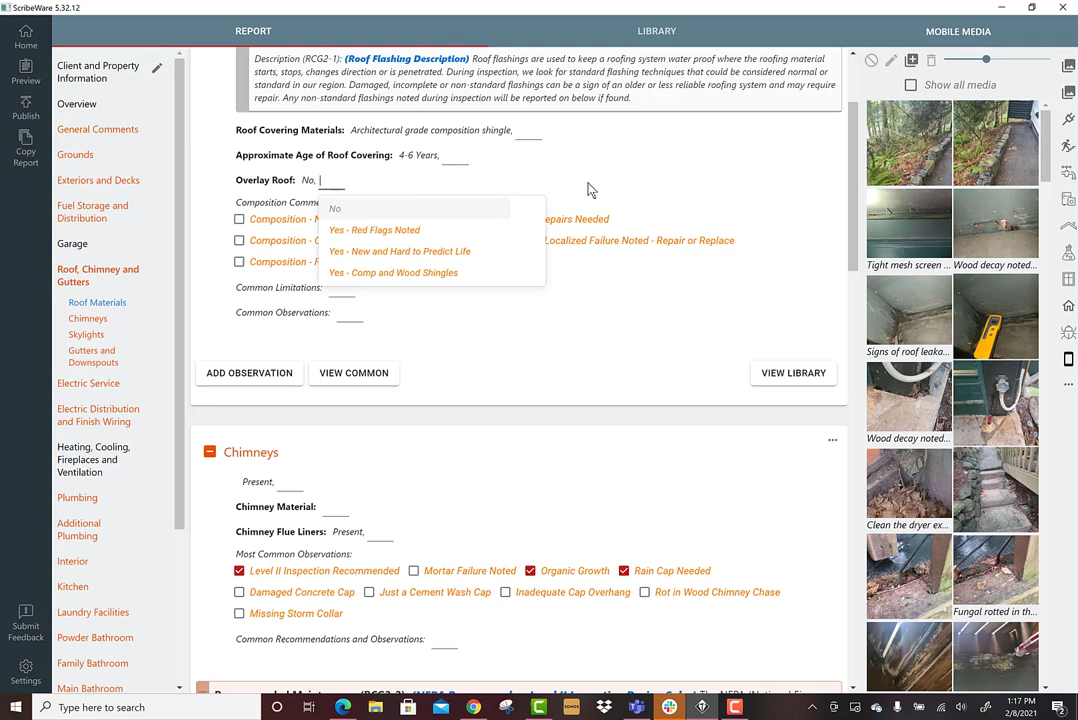 ScribeWare 5.32.12
REPORT
LIBRARY
MOBILE MEDIA
Home
Preview
Publish
Copy
Report
Submit
Feedback
Settings
Client and Property
Information
Overview
General Comments
Grounds
Exteriors and Decks
Fuel Storage and
Distribution
Garage
Roof, Chimney and
Gutters
Roof Materials
Chimneys
Skylights
Gutters and
Downspouts
Electric Service
Electric Distribution
and Finish Wiring
Heating, Cooling,
Fireplaces and
Ventilation
Plumbing
Additional
Plumbing
Interior
Kitchen
Laundry Facilities
Powder Bathroom
Family Bathroom
Main Bathroom
Description (RCG2-1): (Roof Flashing Description) Roof flashings are used to keep a roofing system water proof where the roofing material
starts, stops, changes direction or is penetrated. During inspection, we look for standard flashing techniques that could be considered normal or
standard in our region. Damaged, incomplete or non-standard flashings can be a sign of an older or less reliable roofing system and may require
repair. Any non-standard flashings noted during inspection will be reported on below if found.
Roof Covering Materials: Architectural grade composition shingle,
Approximate Age of Roof Covering: 4-6 Years,
Overlay Roof: No,
Composition Comme
No
Yes - Red Flags Noted
Yes - New and Hard to Predict Life
Yes - Comp and Wood Shingles
Composition - N
epairs Needed
Composition - C
Localized Failure Noted - Repair or Replace
Composition - F
Common Limitations:
Common Observations:
ADD OBSERVATION
VIEW COMMON
VIEW LIBRARY
Chimneys
Present,
Chimney Material:
Chimney Flue Liners: Present,
Most Common Observations:
Level II Inspection Recommended Mortar Failure Noted Organic Growth Rain Cap Needed
Damaged Concrete Cap Just a Cement Wash Cap Inadequate Cap Overhang Rot in Wood Chimney Chase
Missing Storm Collar
Common Recommendations and Observations:
Show all media
Tight mesh screen ...
Wood decay noted...
Signs of roof leaka...
Wood decay noted...
Clean the dryer ex...
Fungal rotted in th...
Type here to search
1:17 PM
2/8/2021